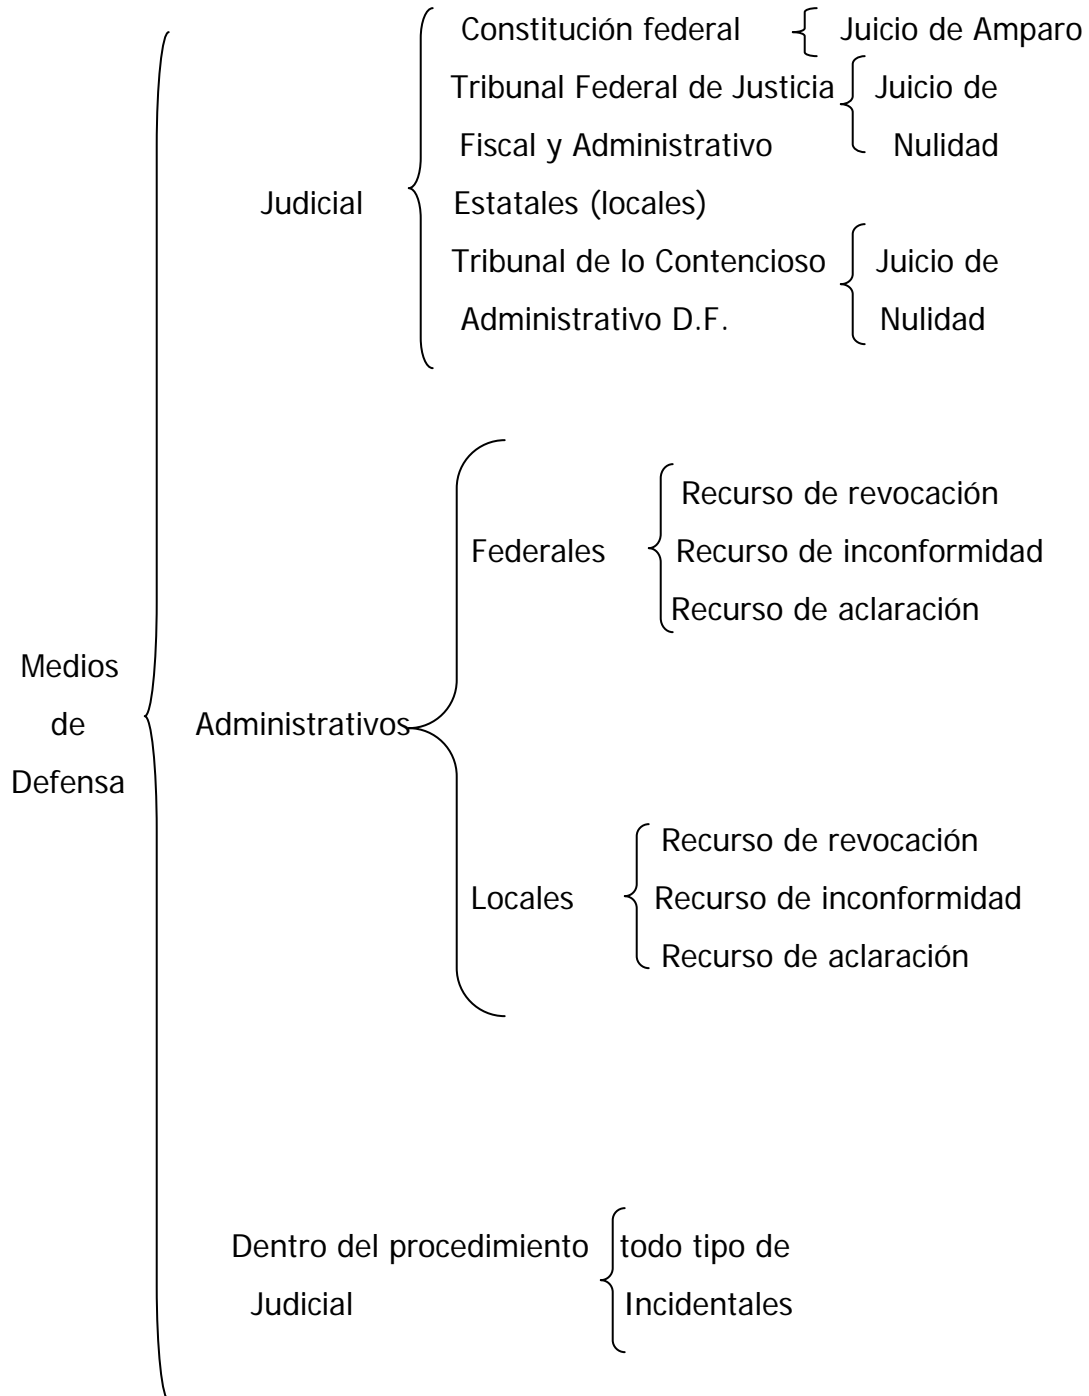 Constitución federal Juicio de Amparo
Tribunal Federal de Justicia Juicio de
Fiscal y Administrativo Nulidad
Judicial Estatales (locales)
Tribunal de lo Contencioso Juicio de
Administrativo D.F. Nulidad
Recurso de revocación
Federales Recurso de inconformidad
Recurso de aclaración
Medios
de Administrativos
Defensa
Recurso de revocación
Locales Recurso de inconformidad
Recurso de aclaración
Dentro del procedimiento todo tipo de
Judicial Incidentales